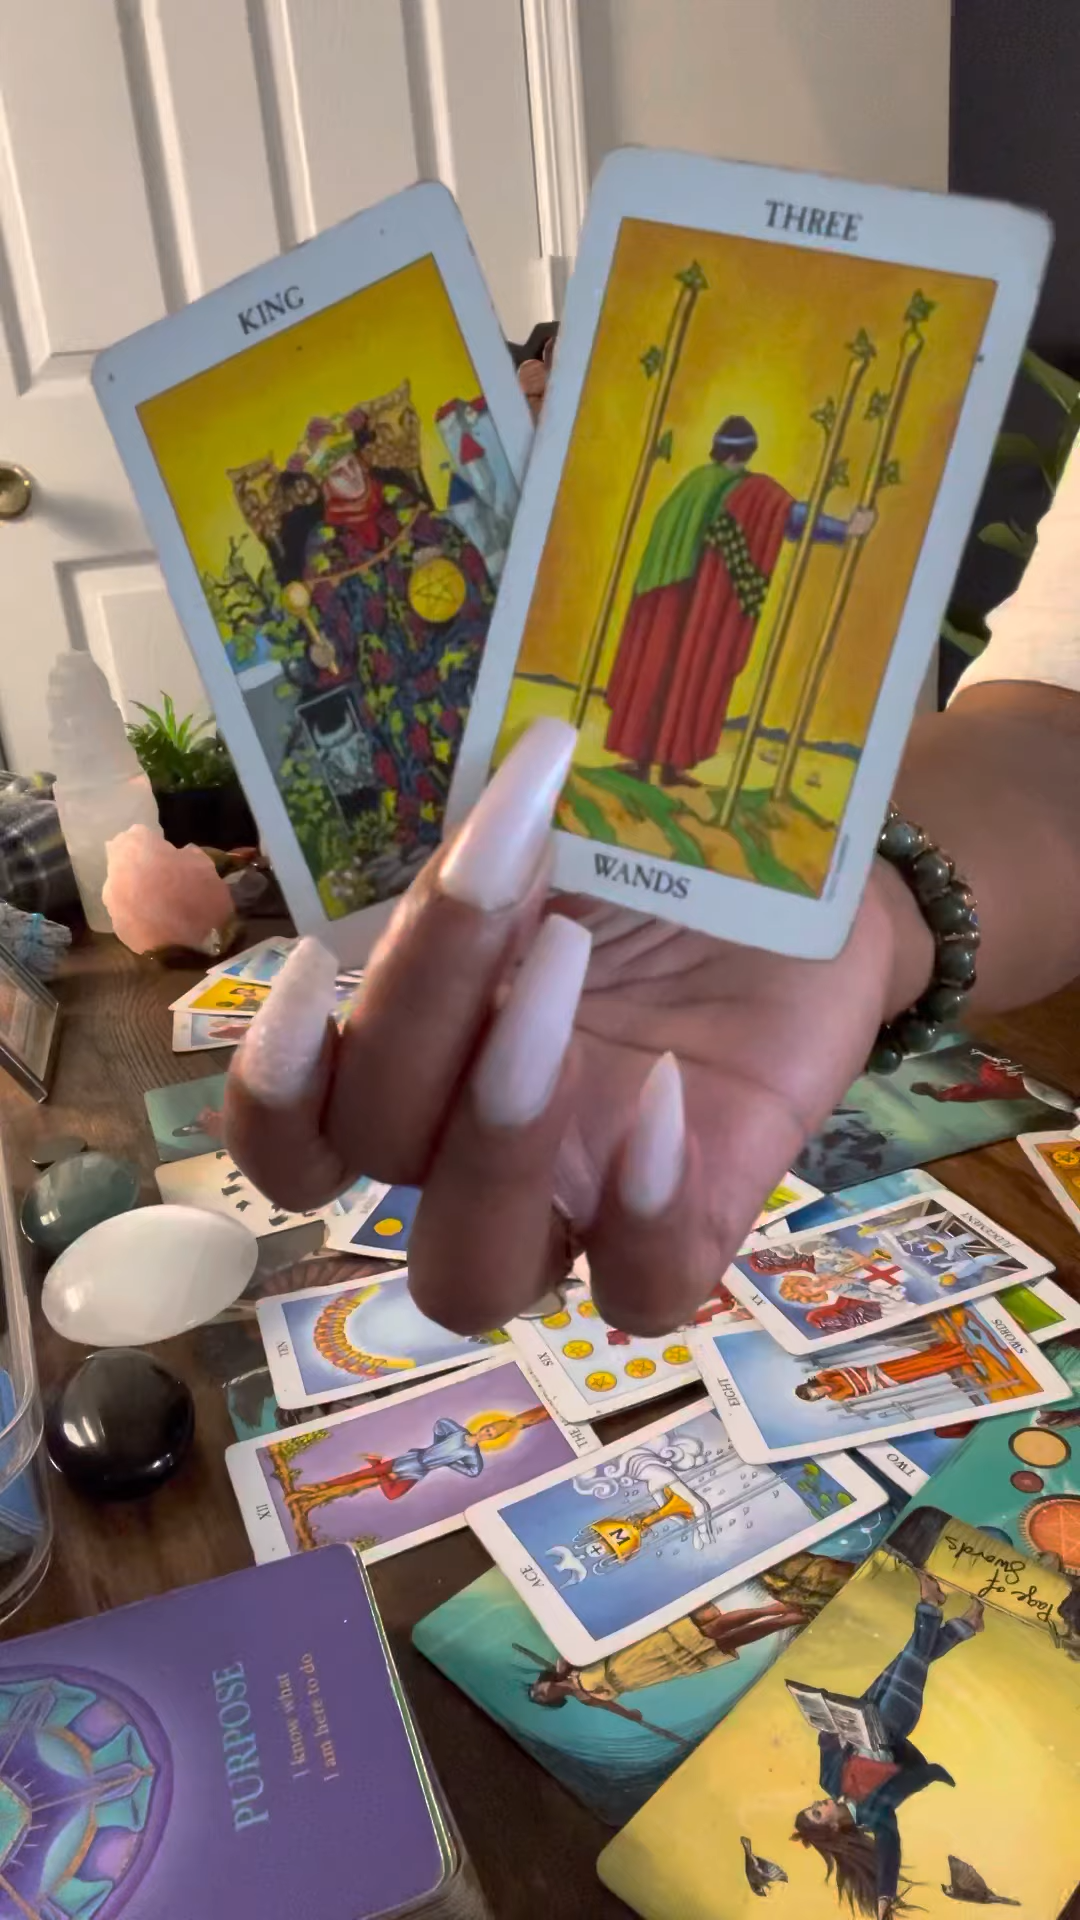 KING
THREE
WANDS
JUDGEMENT
XX
SWORDS
EIGHT
TEN
SIX
THE
XII
TWO
M
ACE
Page of
Swords
PURPOSE
I know what
I am here to do